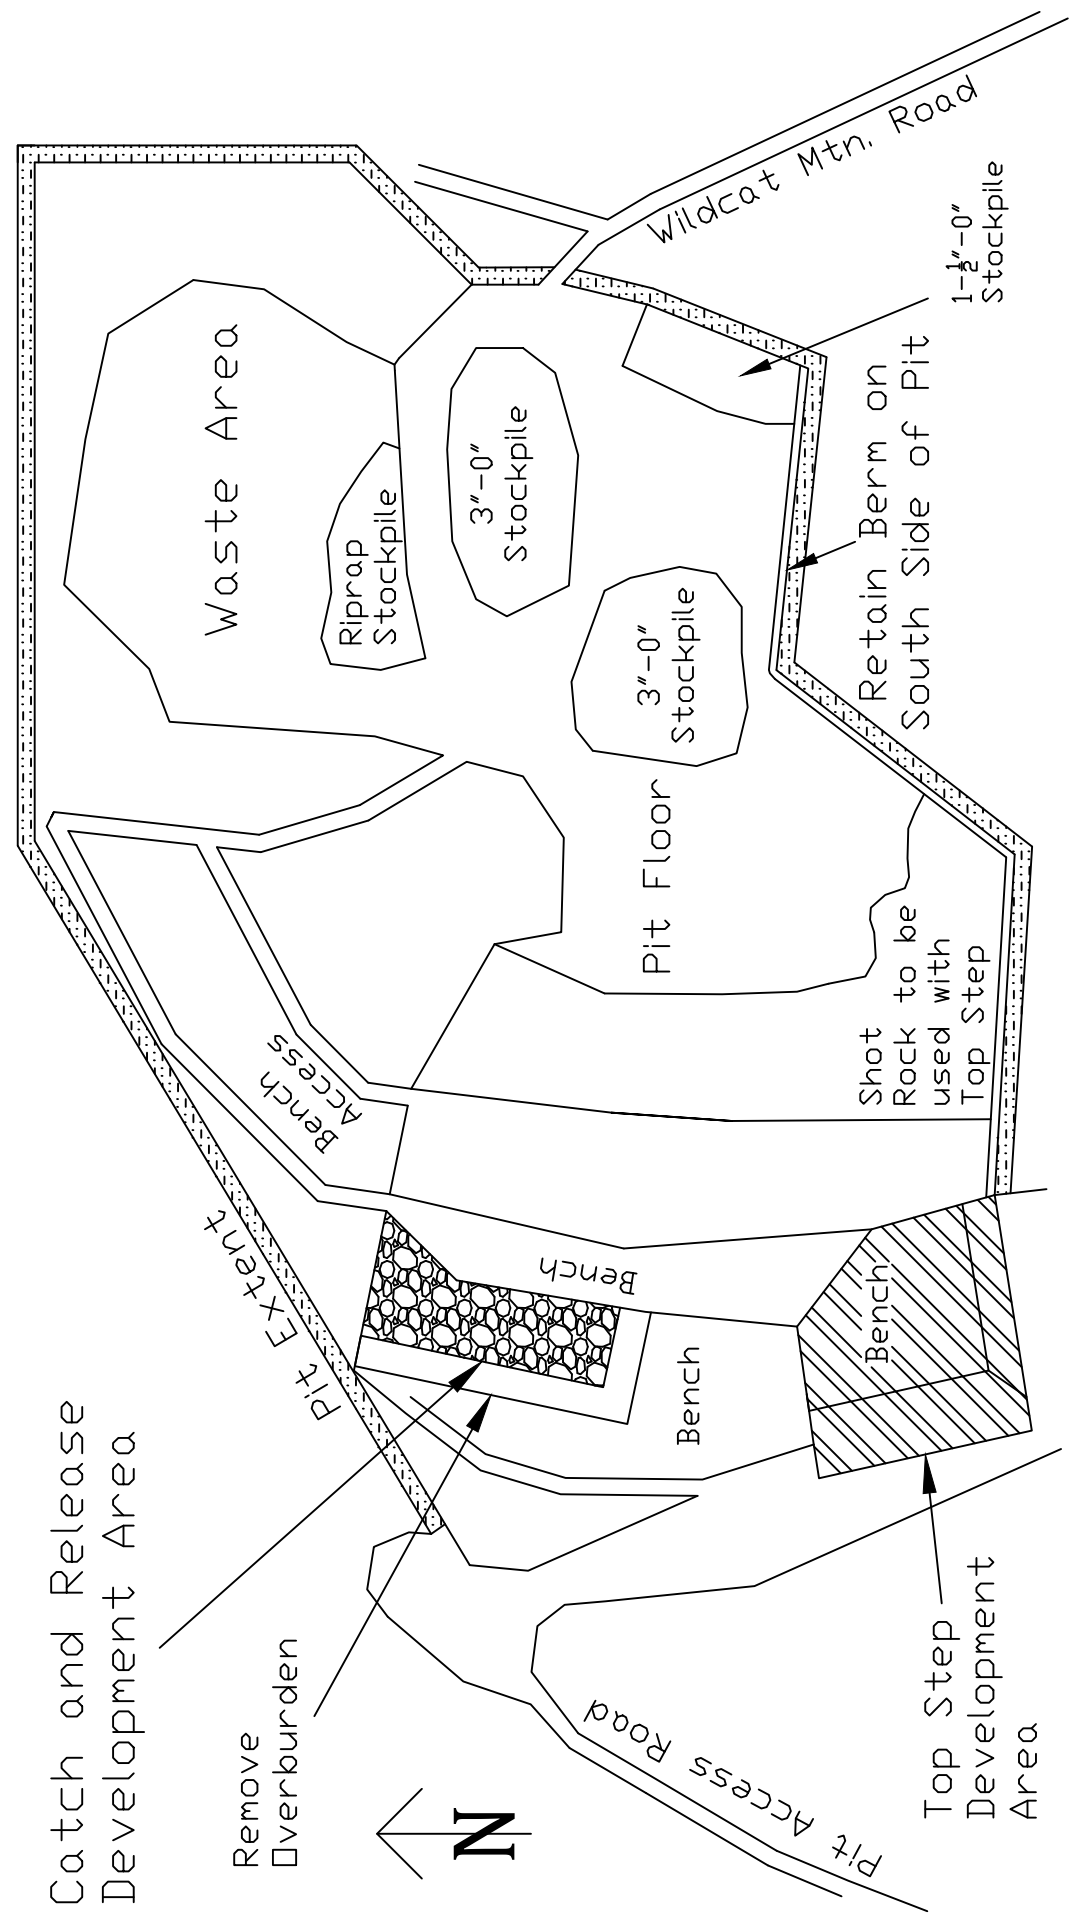 Catch and Release
Development Area
Remove
Overburden
N
Pit Extent
Bench
Access
Waste Area
Riprap
Stockpile
3"-0"
Stockpile
3"-0"
Stockpile
Pit Floor
Bench
Bench
Bench
Shot
Rock to be
used with
Top Step
Retain Berm on
South Side of Pit
1-½"-0"
Stockpile
Wildcat Mtn. Road
Top Step
Development
Area
Pit Access Road